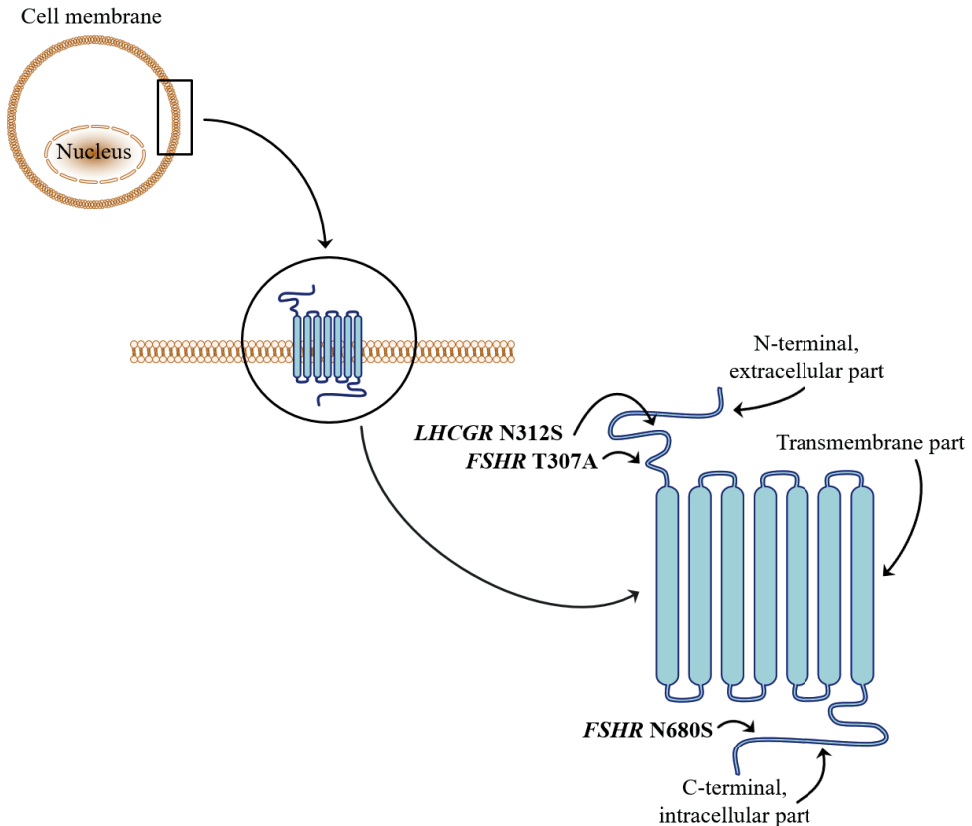 Cell membrane
Nucleus
N-terminal,
extracellular part
LHCGR N312S
FSHR T307A
Transmembrane part
FSHR N680S
C-terminal,
intracellular part